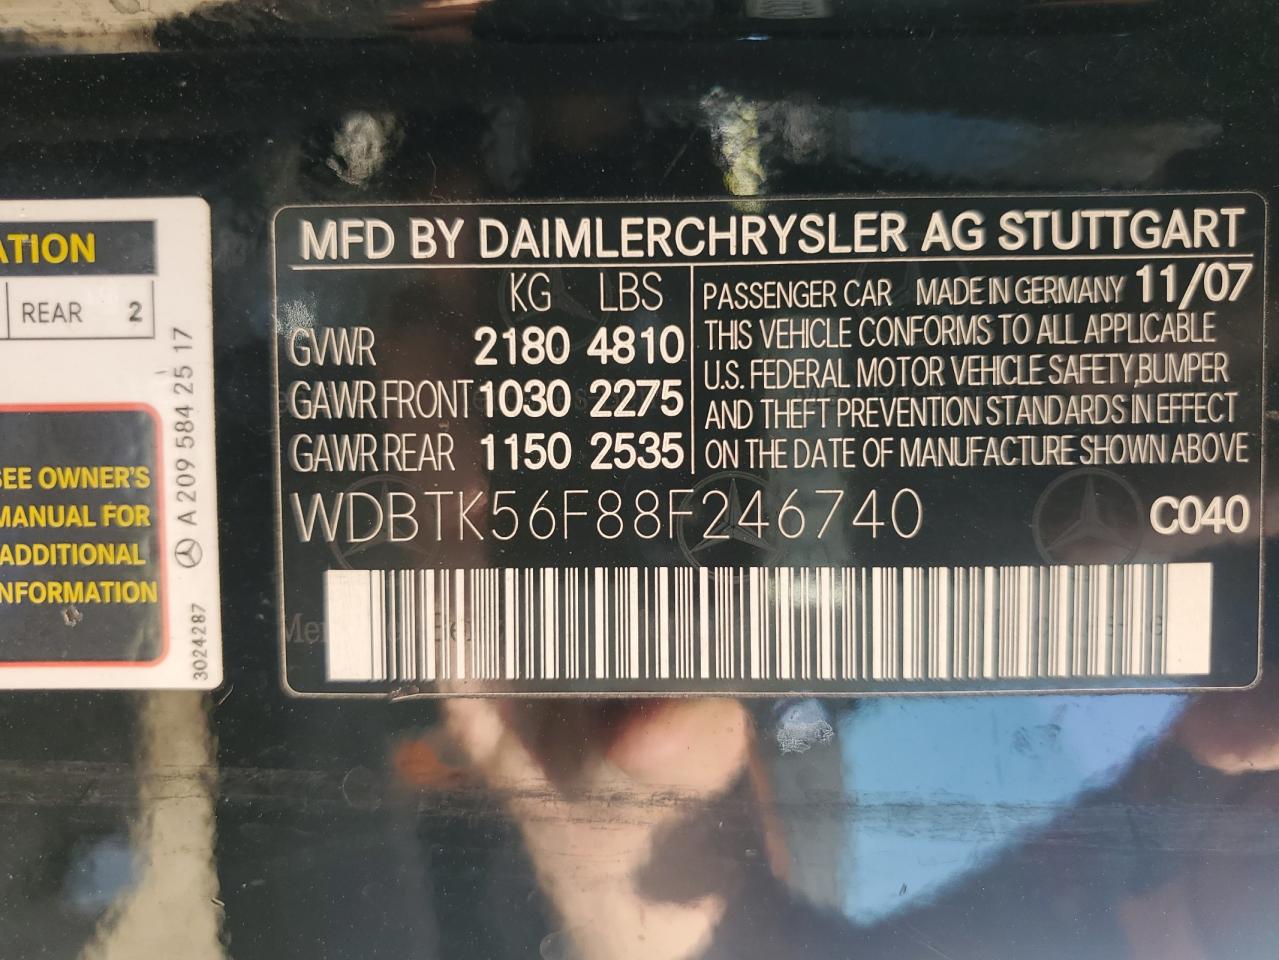 ATION
REAR 2
SEE OWNER'S
MANUAL FOR
ADDITIONAL
INFORMATION
A 209 584 25 17
3024287
MFD BY DAIMLERCHRYSLER AG STUTTGART
KG LBS
GVWR 2180 4810
GAWR FRONT 1030 2275
GAWR REAR 1150 2535
PASSENGER CAR MADE IN GERMANY 11/07
THIS VEHICLE CONFORMS TO ALL APPLICABLE
U.S. FEDERAL MOTOR VEHICLE SAFETY,BUMPER
AND THEFT PREVENTION STANDARDS IN EFFECT
ON THE DATE OF MANUFACTURE SHOWN ABOVE
WDBTK56F88F246740 C040